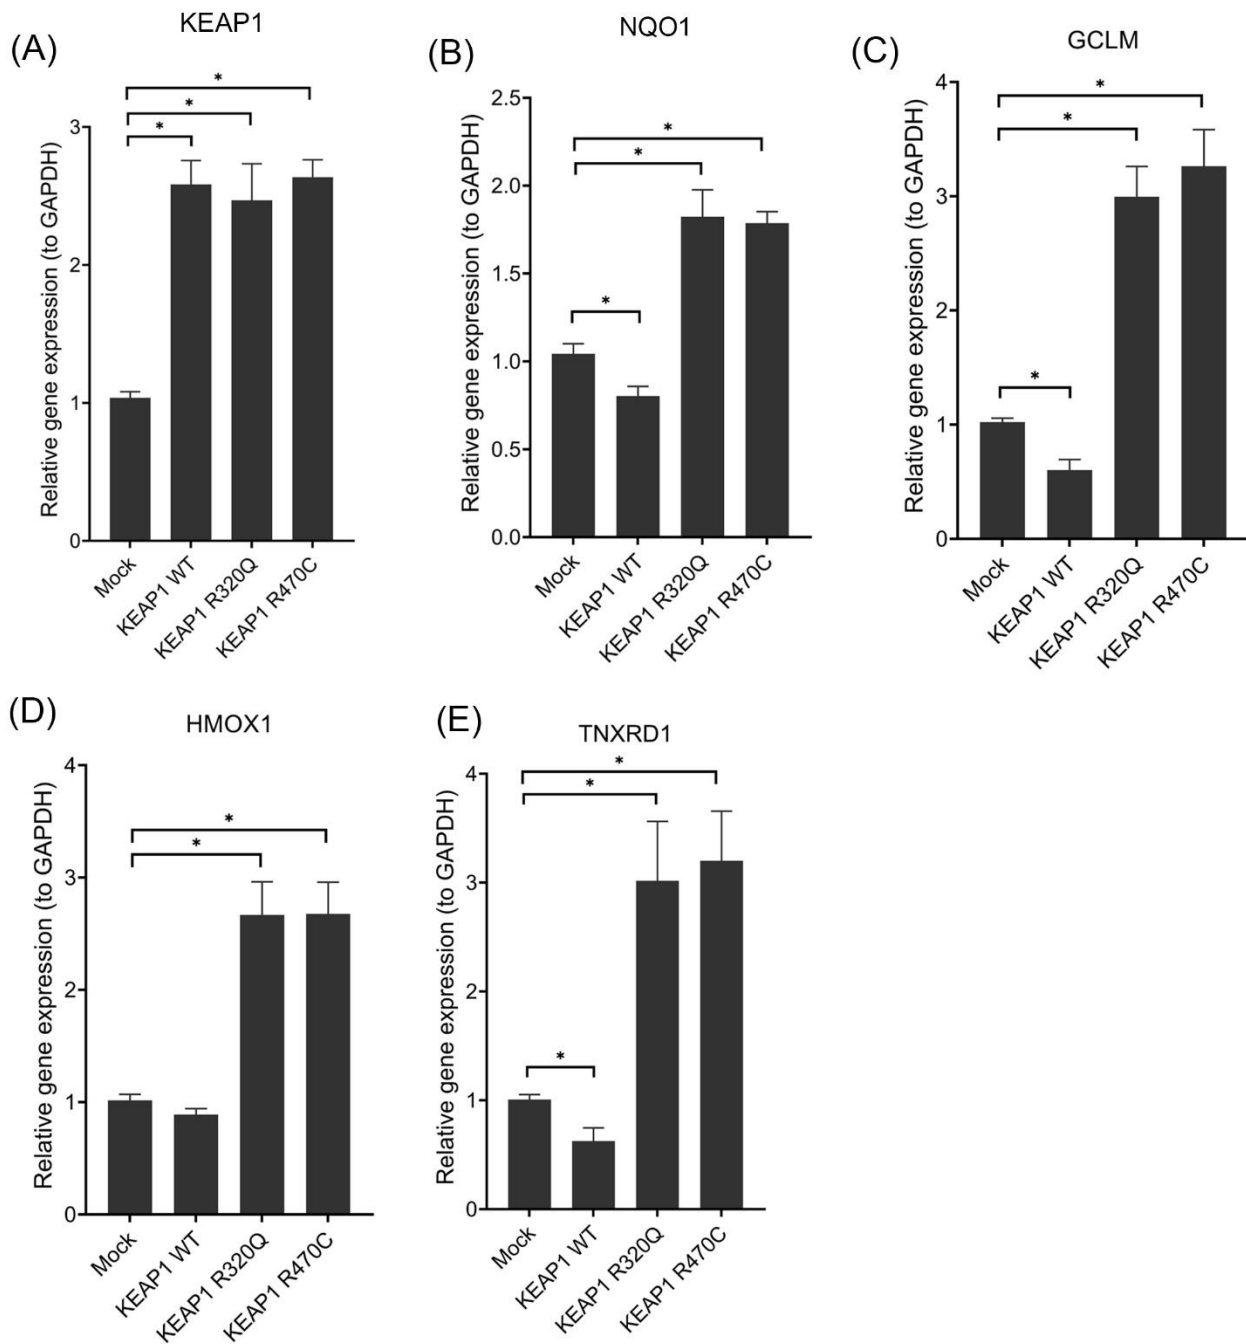 (A)
KEAP1
Relative gene expression (to GAPDH)
3
2
1
0
*
*
*
Mock
KEAP1 WT
KEAP1 R320Q
KEAP1 R470C
(B)
NQO1
Relative gene expression (to GAPDH)
2.5
2.0
1.5
1.0
0.5
0.0
*
*
*
Mock
KEAP1 WT
KEAP1 R320Q
KEAP1 R470C
(C)
GCLM
Relative gene expression (to GAPDH)
4
3
2
1
0
*
*
*
Mock
KEAP1 WT
KEAP1 R320Q
KEAP1 R470C
(D)
HMOX1
Relative gene expression (to GAPDH)
4
3
2
1
0
*
*
Mock
KEAP1 WT
KEAP1 R320Q
KEAP1 R470C
(E)
TNXRD1
Relative gene expression (to GAPDH)
4
3
2
1
0
*
*
*
Mock
KEAP1 WT
KEAP1 R320Q
KEAP1 R470C